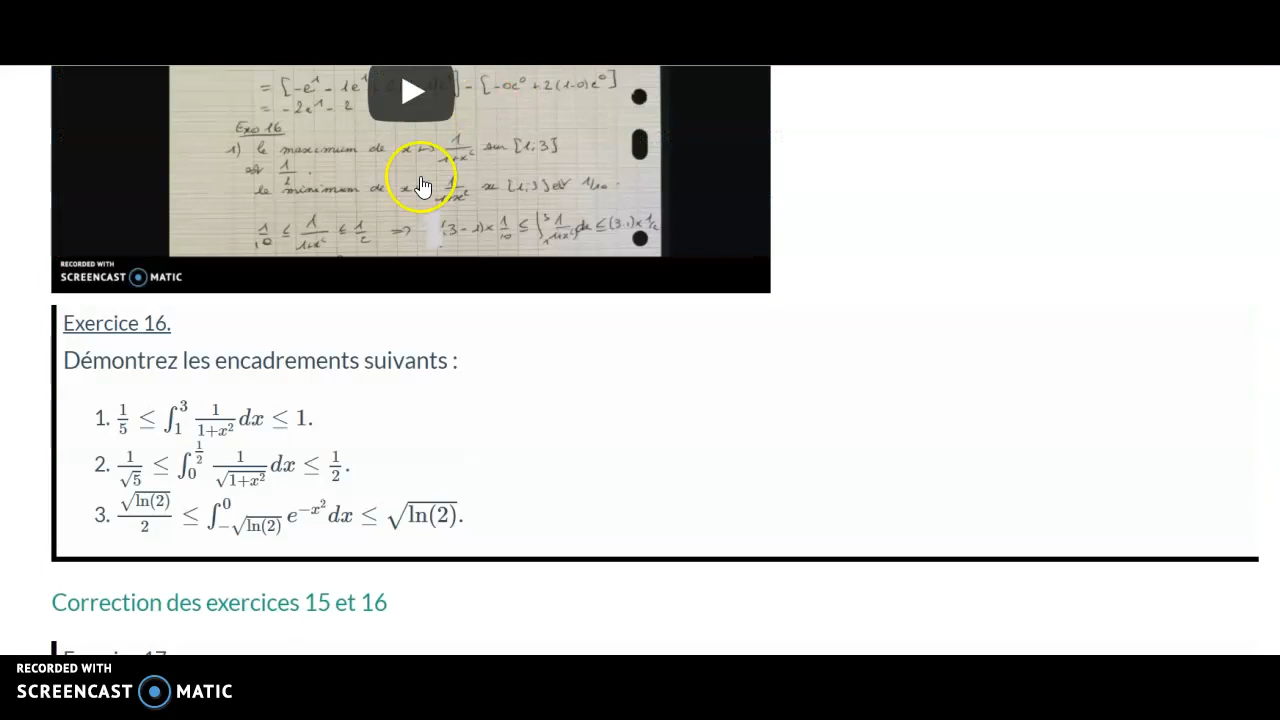 = [-e¹ - 1e¹ ] - [-0e⁰ + 2(1-0)e⁰]
= -2e¹ - 2
Exo 16
1) le maximum de x ↦ 1/1+x² sur [1;3]
est 1/2 .
le minimum de x 1/1+x² [1;3] est 1/10 .
1/10 ≤ 1/1+x² ≤ 1/2 => (3-1)×1/10 ≤ ∫₁³ 1/1+x² dx ≤ (3-1)×1/2
RECORDED WITH
SCREENCAST MATIC
Exercice 16.
Démontrez les encadrements suivants :
1. 1/5 ≤ ∫₁³ 1/1+x² dx ≤ 1.
2. 1/√5 ≤ ∫₀^½ 1/√1+x² dx ≤ 1/2.
3. √ln(2)/2 ≤ ∫_{-√ln(2)}^0 e^{-x²} dx ≤ √ln(2).
Correction des exercices 15 et 16
RECORDED WITH
SCREENCAST MATIC